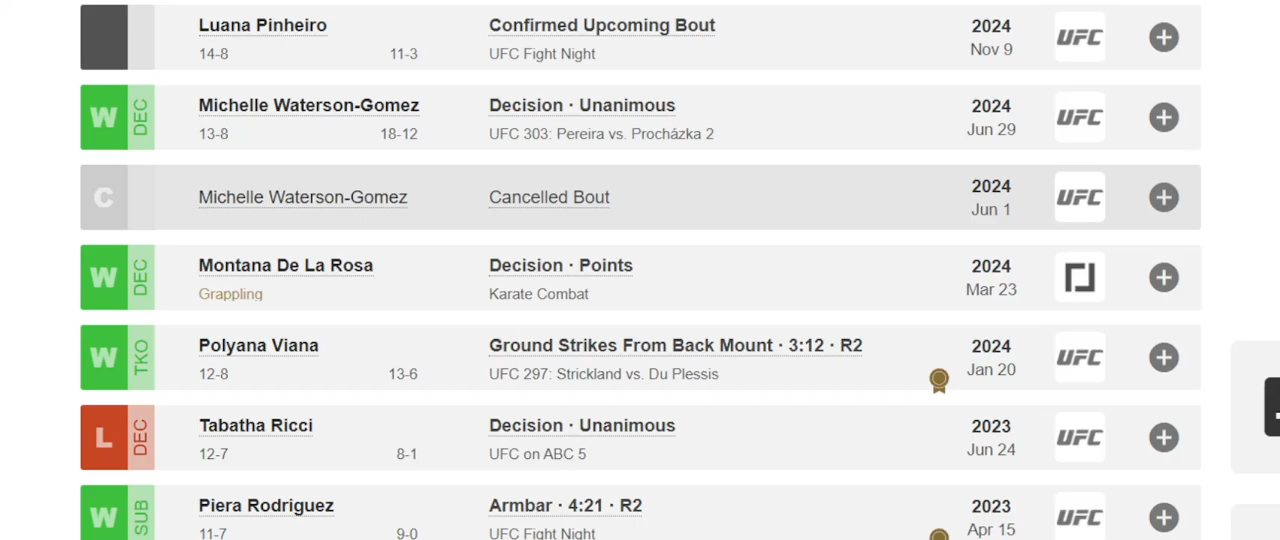 Luana Pinheiro Confirmed Upcoming Bout 2024
14-8 11-3 UFC Fight Night Nov 9 UFC
W DEC Michelle Waterson-Gomez Decision · Unanimous 2024
13-8 18-12 UFC 303: Pereira vs. Procházka 2 Jun 29 UFC
C Michelle Waterson-Gomez Cancelled Bout 2024
Jun 1 UFC
W DEC Montana De La Rosa Decision · Points 2024
Grappling Karate Combat Mar 23
W TKO Polyana Viana Ground Strikes From Back Mount · 3:12 · R2 2024
12-8 13-6 UFC 297: Strickland vs. Du Plessis Jan 20 UFC
L DEC Tabatha Ricci Decision · Unanimous 2023
12-7 8-1 UFC on ABC 5 Jun 24 UFC
W SUB Piera Rodriguez Armbar · 4:21 · R2 2023
11-7 9-0 UFC Fight Night Apr 15 UFC